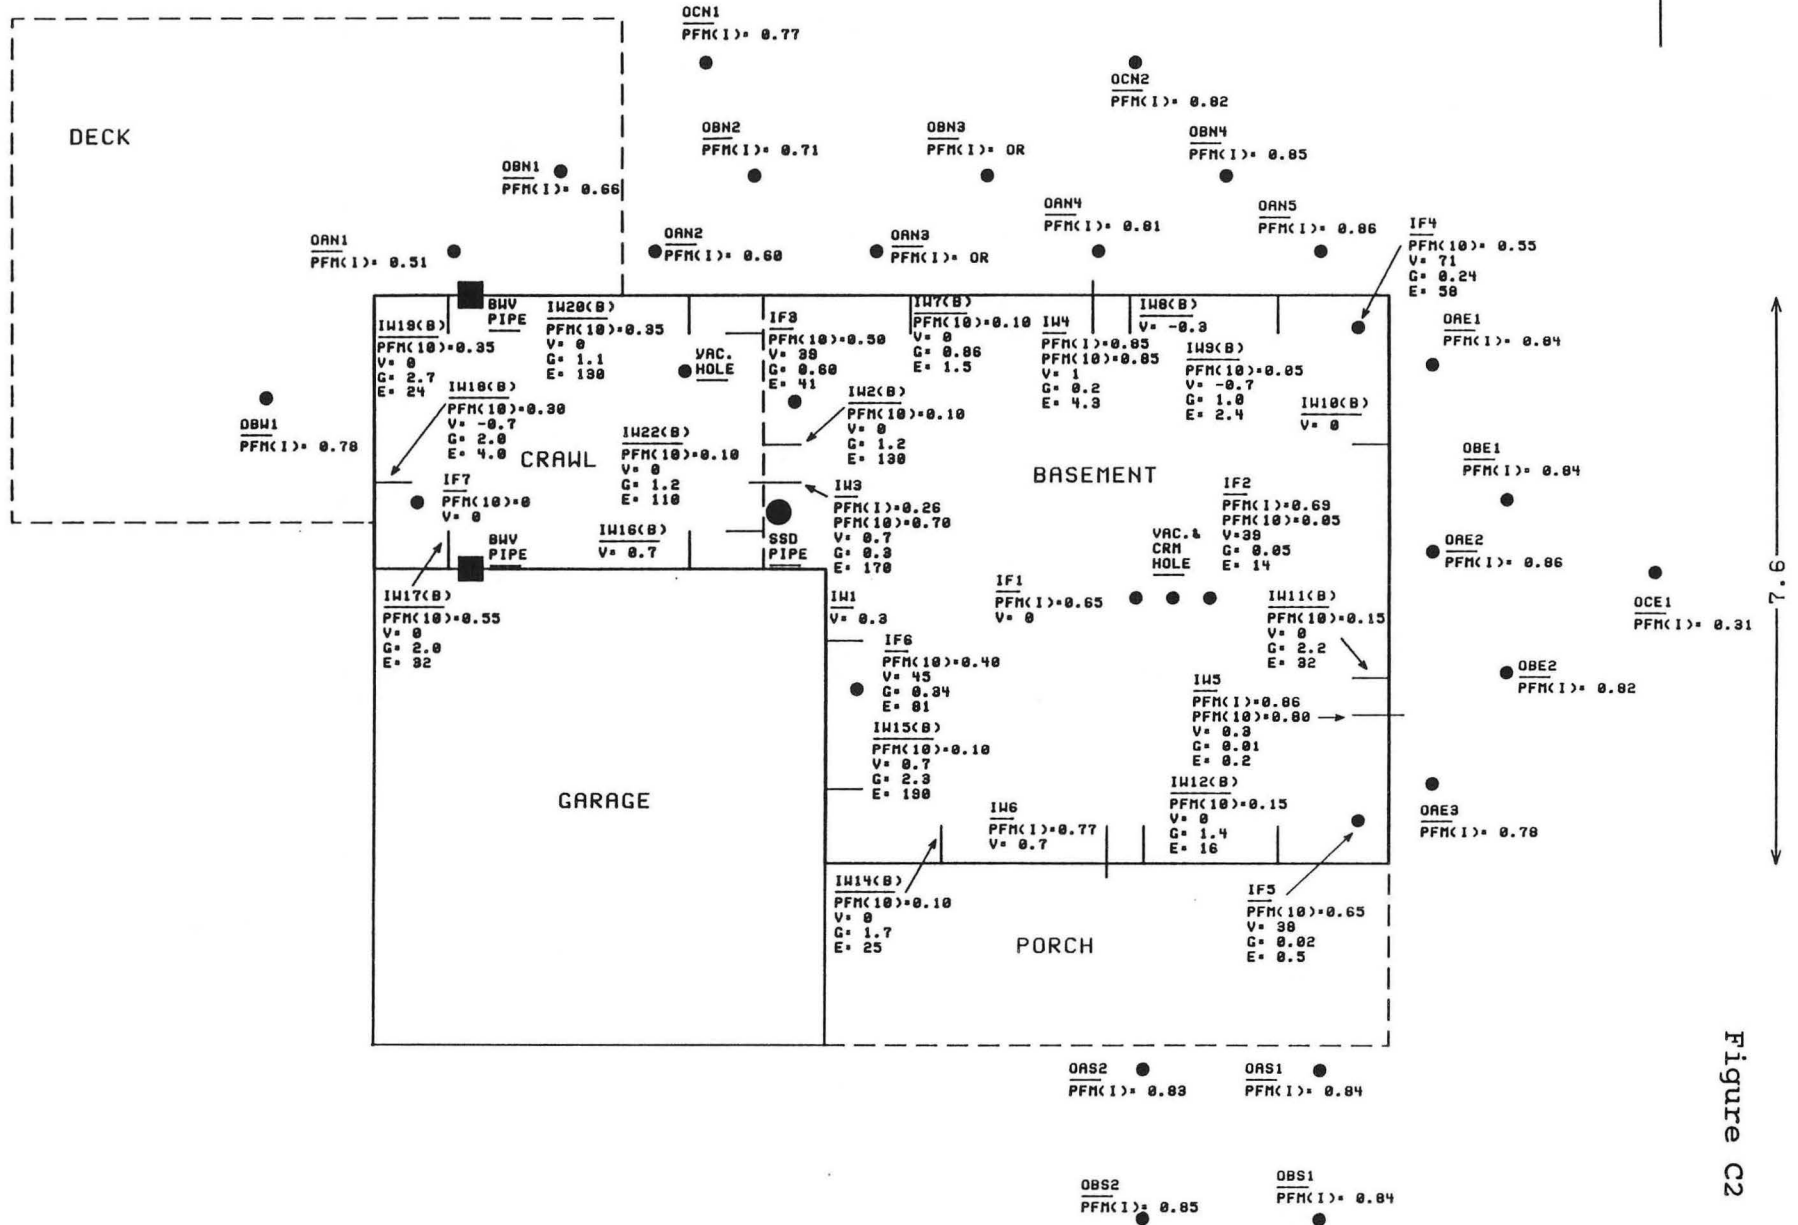 OCN1
PFM(I)= 0.77
OCN2
PFM(I)= 0.82
DECK
OBN1
PFM(I)= 0.66
OBN2
PFM(I)= 0.71
OBN3
PFM(I)= OR
OBN4
PFM(I)= 0.85
OAN1
PFM(I)= 0.51
OAN2
PFM(I)= 0.60
OAN3
PFM(I)= OR
OAN4
PFM(I)= 0.81
OAN5
PFM(I)= 0.86
IF4
PFM(10)= 0.55
V= 71
G= 0.24
E= 58
BWV
PIPE
IW19(B)
PFM(10)=0.35
V= 0
G= 2.7
E= 24
IW20(B)
PFM(10)=0.35
V= 0
G= 1.1
E= 130
VAC.
HOLE
IF3
PFM(10)=0.50
V= 39
G= 0.60
E= 41
IW7(B)
PFM(10)=0.10
V= 0
G= 0.86
E= 1.5
IW4
PFM(I)=0.85
PFM(10)=0.85
V= 1
G= 0.2
E= 4.3
IW8(B)
V= -0.3
IW9(B)
PFM(10)=0.05
V= -0.7
G= 1.0
E= 2.4
IW10(B)
V= 0
OAE1
PFM(I)= 0.84
OBW1
PFM(I)= 0.78
IW18(B)
PFM(10)=0.30
V= -0.7
G= 2.0
E= 4.0
CRAWL
IW22(B)
PFM(10)=0.10
V= 0
G= 1.2
E= 110
IW2(B)
PFM(10)=0.10
V= 0
G= 1.2
E= 130
BASEMENT
OBE1
PFM(I)= 0.84
IF7
PFM(10)=0
V= 0
IW16(B)
V= 0.7
SSD
PIPE
IW3
PFM(I)=0.26
PFM(10)=0.70
V= 0.7
G= 0.3
E= 170
IF2
PFM(I)=0.69
PFM(10)=0.05
V=39
G= 0.05
E= 14
VAC.&
CRM
HOLE
OAE2
PFM(I)= 0.86
BWV
PIPE
IW17(B)
PFM(10)=0.55
V= 0
G= 2.0
E= 32
IW1
V= 0.3
IF1
PFM(I)=0.65
V= 0
IW11(B)
PFM(10)=0.15
V= 0
G= 2.2
E= 32
OCE1
PFM(I)= 0.31
7.6
IF6
PFM(10)=0.40
V= 45
G= 0.34
E= 81
OBE2
PFM(I)= 0.82
IW5
PFM(I)=0.86
PFM(10)=0.80
V= 0.3
G= 0.01
E= 0.2
IW15(B)
PFM(10)=0.10
V= 0.7
G= 2.3
E= 190
GARAGE
IW6
PFM(I)=0.77
V= 0.7
IW12(B)
PFM(10)=0.15
V= 0
G= 1.4
E= 16
OAE3
PFM(I)= 0.78
IW14(B)
PFM(10)=0.10
V= 0
G= 1.7
E= 25
PORCH
IF5
PFM(10)=0.65
V= 38
G= 0.02
E= 0.5
OAS2
PFM(I)= 0.83
OAS1
PFM(I)= 0.84
OBS2
PFM(I)= 0.85
OBS1
PFM(I)= 0.84
Figure C2